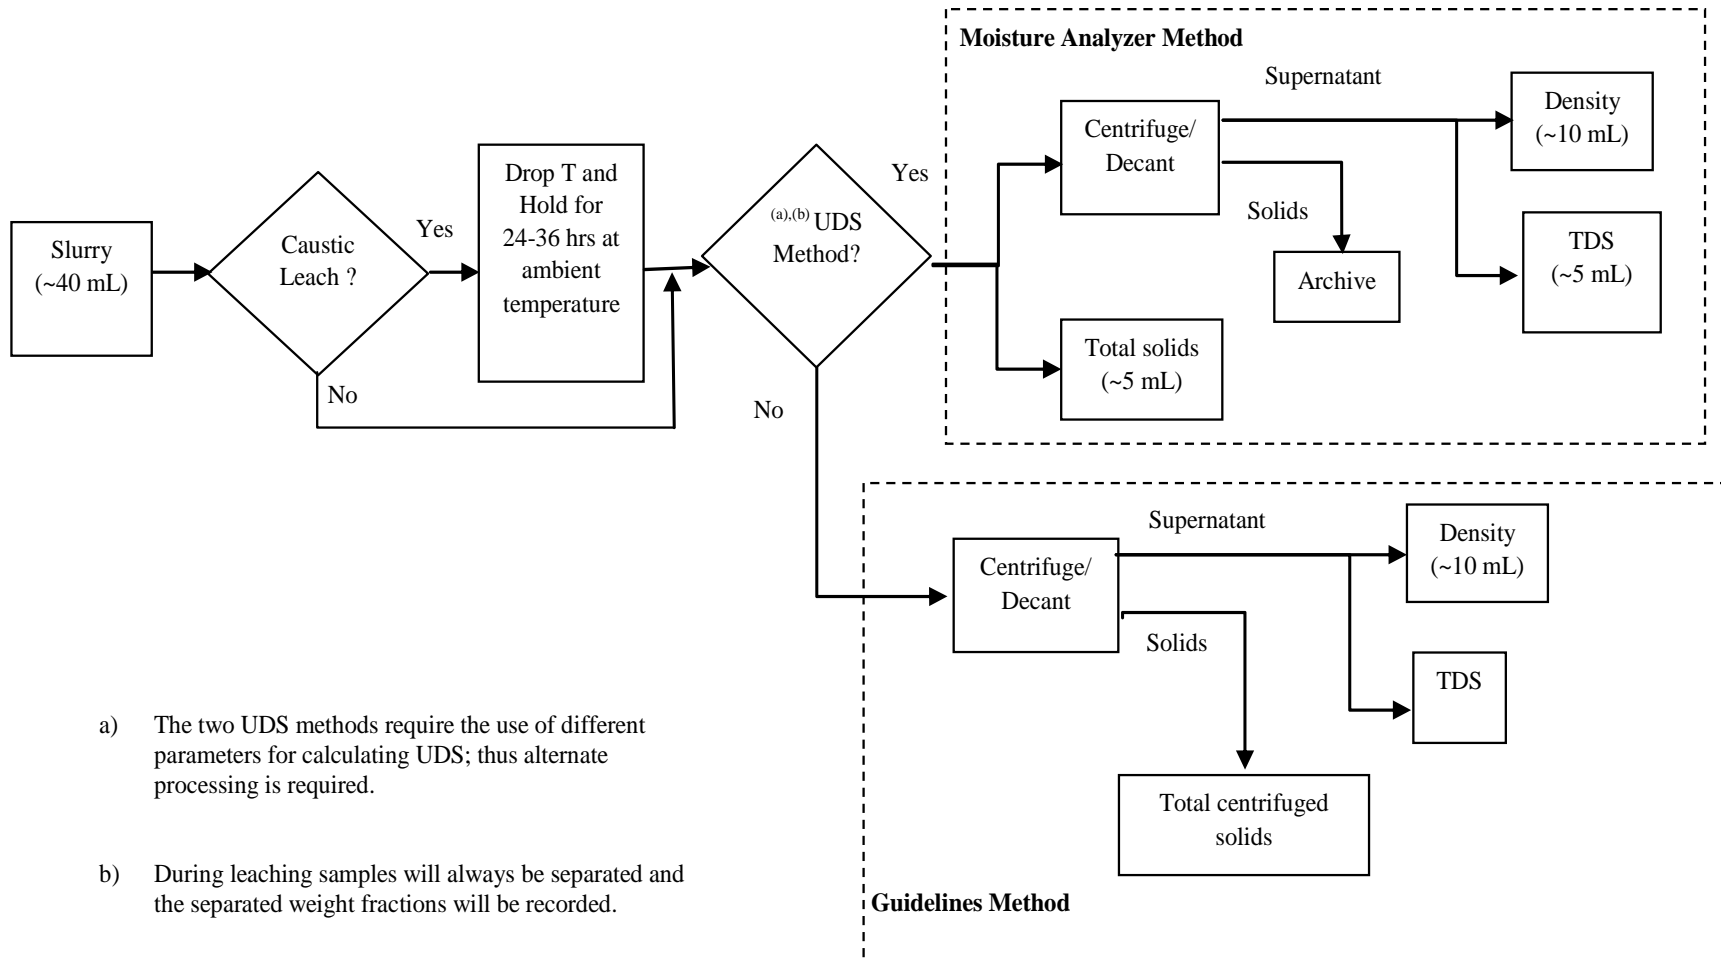 Moisture Analyzer Method
Slurry
(~40 mL)
Caustic
Leach ?
Yes
No
Drop T and
Hold for
24-36 hrs at
ambient
temperature
(a),(b) UDS
Method?
Yes
No
Centrifuge/
Decant
Supernatant
Solids
Density
(~10 mL)
TDS
(~5 mL)
Archive
Total solids
(~5 mL)
Centrifuge/
Decant
Supernatant
Solids
Density
(~10 mL)
TDS
Total centrifuged
solids
Guidelines Method
a) The two UDS methods require the use of different
parameters for calculating UDS; thus alternate
processing is required.
b) During leaching samples will always be separated and
the separated weight fractions will be recorded.